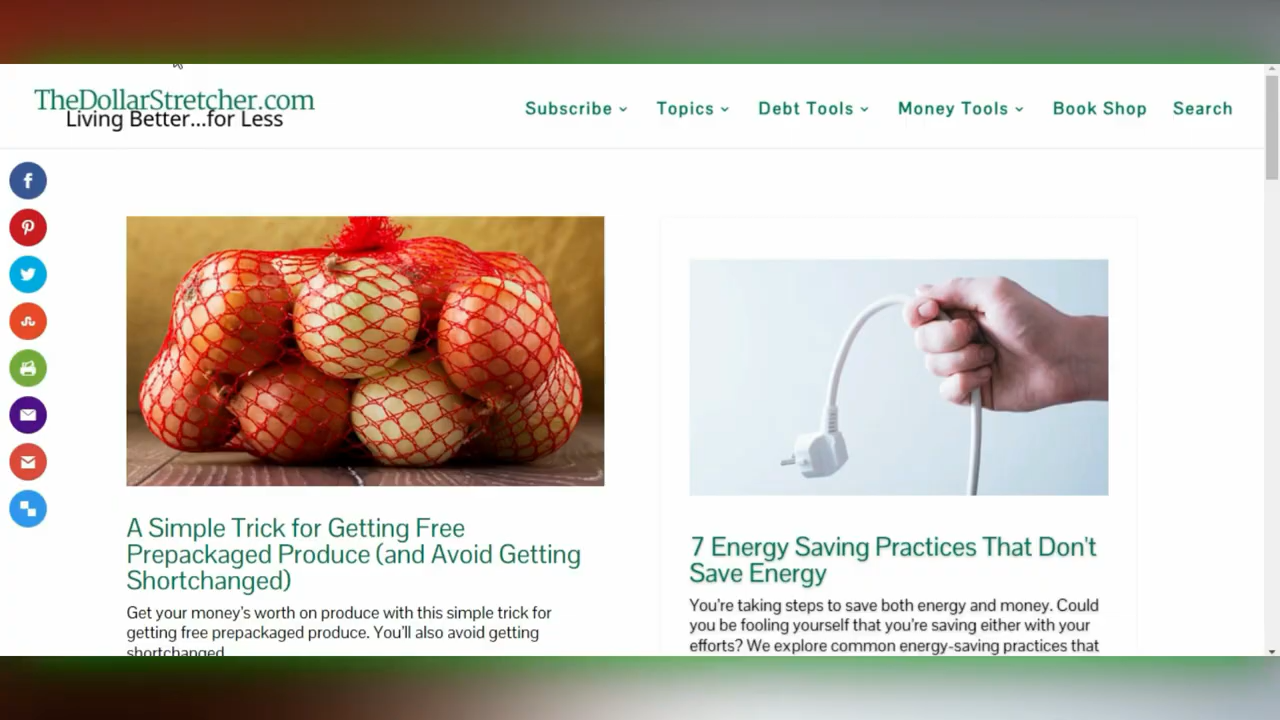 TheDollarStretcher.com
Living Better...for Less
Subscribe Topics Debt Tools Money Tools Book Shop Search
A Simple Trick for Getting Free
Prepackaged Produce (and Avoid Getting
Shortchanged)
Get your money's worth on produce with this simple trick for
getting free prepackaged produce. You'll also avoid getting
shortchanged.
7 Energy Saving Practices That Don't
Save Energy
You're taking steps to save both energy and money. Could
you be fooling yourself that you're saving either with your
efforts? We explore common energy-saving practices that